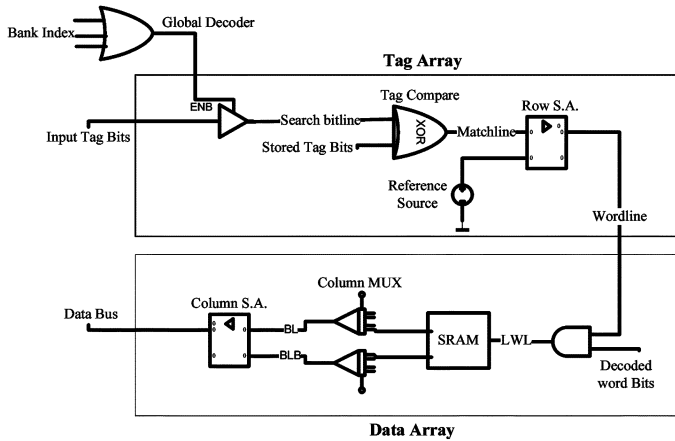 Global Decoder
Bank Index
Tag Array
ENB
Tag Compare
Row S.A.
Input Tag Bits
Search bitline
XOR
Matchline
Stored Tag Bits
Reference
Source
Wordline
Column MUX
Data Bus
Column S.A.
BL
SRAM
LWL
BLB
Decoded
word Bits
Data Array